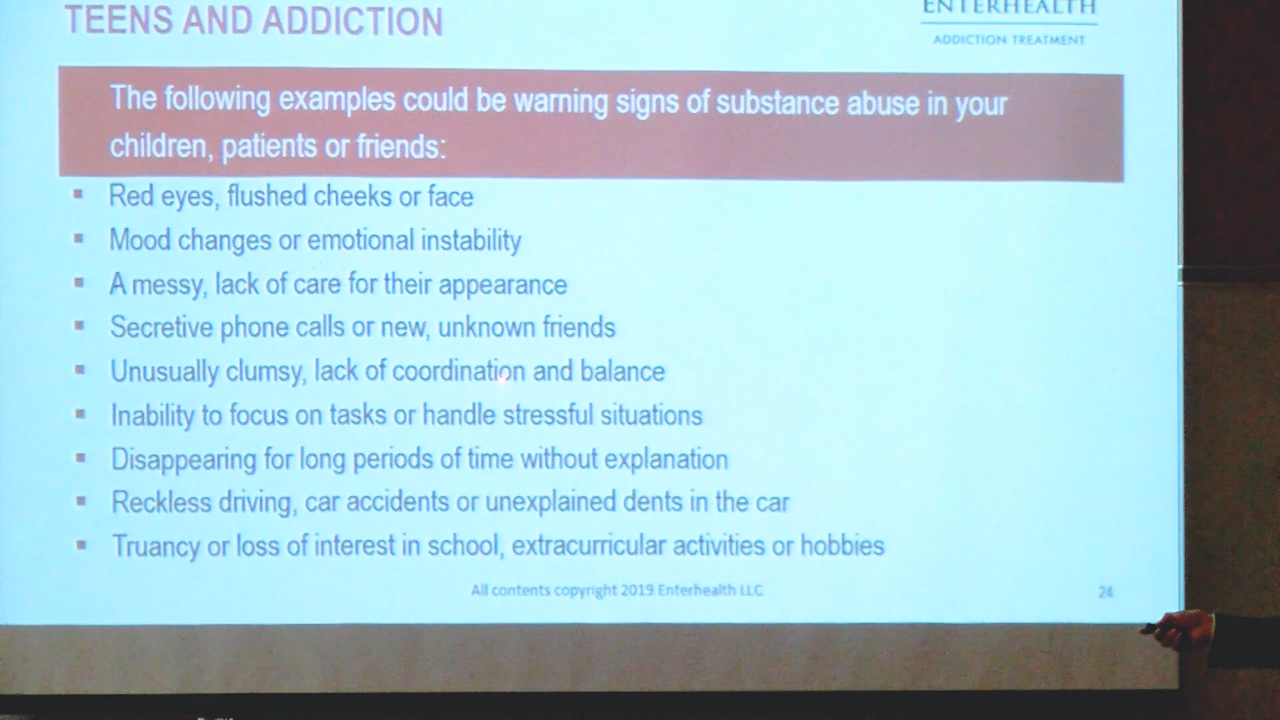 TEENS AND ADDICTION
ENTERHEALTH
ADDICTION TREATMENT
The following examples could be warning signs of substance abuse in your
children, patients or friends:
▪ Red eyes, flushed cheeks or face
▪ Mood changes or emotional instability
▪ A messy, lack of care for their appearance
▪ Secretive phone calls or new, unknown friends
▪ Unusually clumsy, lack of coordination and balance
▪ Inability to focus on tasks or handle stressful situations
▪ Disappearing for long periods of time without explanation
▪ Reckless driving, car accidents or unexplained dents in the car
▪ Truancy or loss of interest in school, extracurricular activities or hobbies
All contents copyright 2019 Enterhealth LLC
24